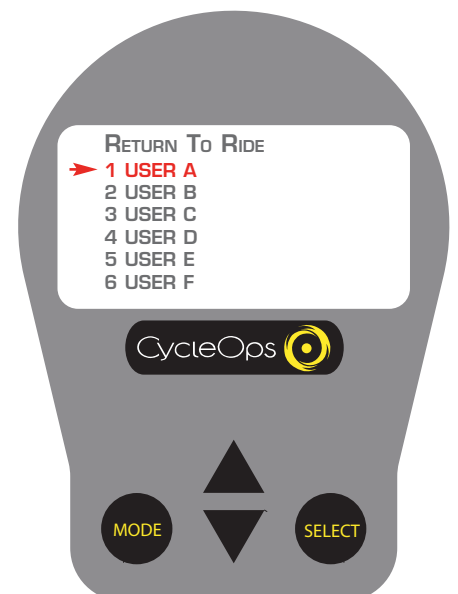 RETURN TO RIDE
1 USER A
2 USER B
3 USER C
4 USER D
5 USER E
6 USER F
CycleOps
MODE
SELECT